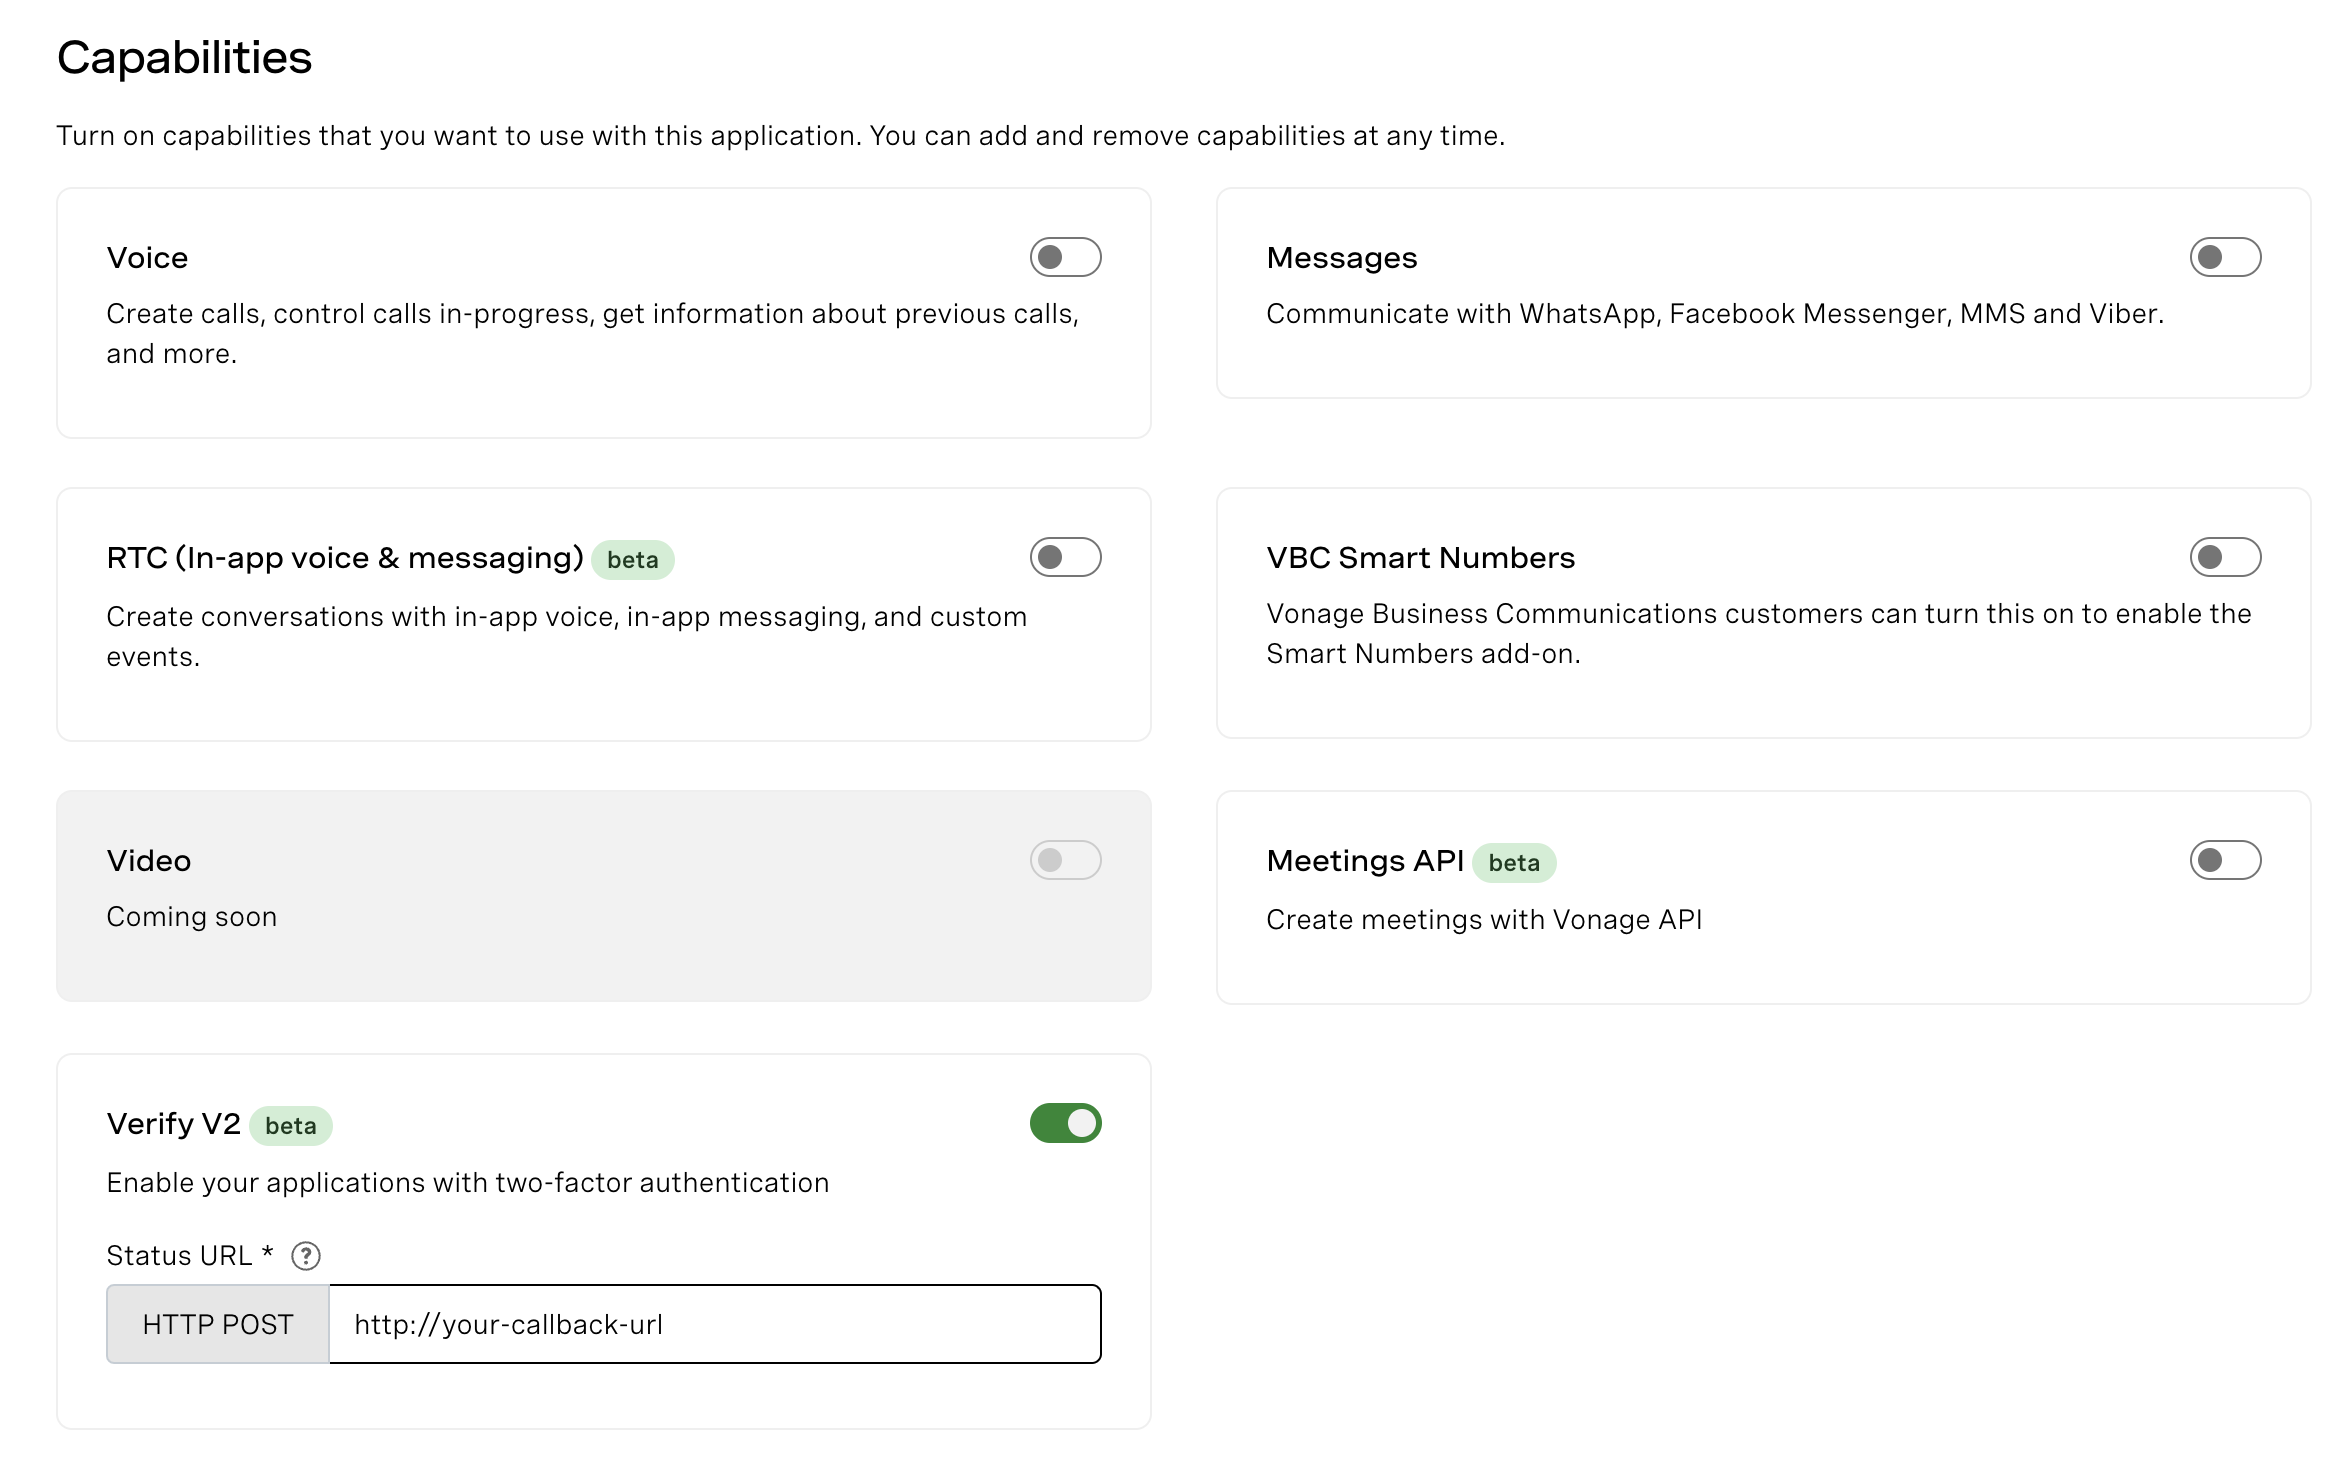 Capabilities
Turn on capabilities that you want to use with this application. You can add and remove capabilities at any time.
Voice
Create calls, control calls in-progress, get information about previous calls,
and more.
Messages
Communicate with WhatsApp, Facebook Messenger, MMS and Viber.
RTC (In-app voice & messaging) beta
Create conversations with in-app voice, in-app messaging, and custom
events.
VBC Smart Numbers
Vonage Business Communications customers can turn this on to enable the
Smart Numbers add-on.
Video
Coming soon
Meetings API beta
Create meetings with Vonage API
Verify V2 beta
Enable your applications with two-factor authentication
Status URL * ?
HTTP POST http://your-callback-url